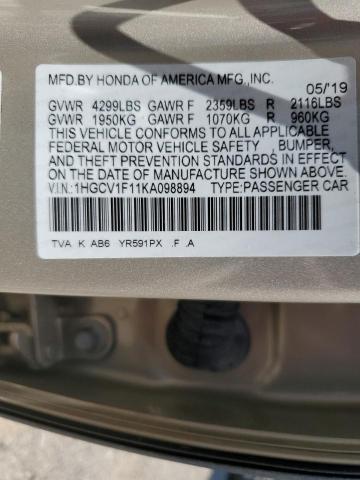 MFD.BY HONDA OF AMERICA MFG.,INC.
05/'19
GVWR 4299LBS GAWR F 2359LBS R 2116LBS
GVWR 1950KG GAWR F 1070KG R 960KG
THIS VEHICLE CONFORMS TO ALL APPLICABLE
FEDERAL MOTOR VEHICLE SAFETY , BUMPER,
AND THEFT PREVENTION STANDARDS IN EFFECT
ON THE DATE OF MANUFACTURE SHOWN ABOVE.
V.I.N:1HGCV1F11KA098894 TYPE:PASSENGER CAR
TVA K AB6 YR591PX .F .A